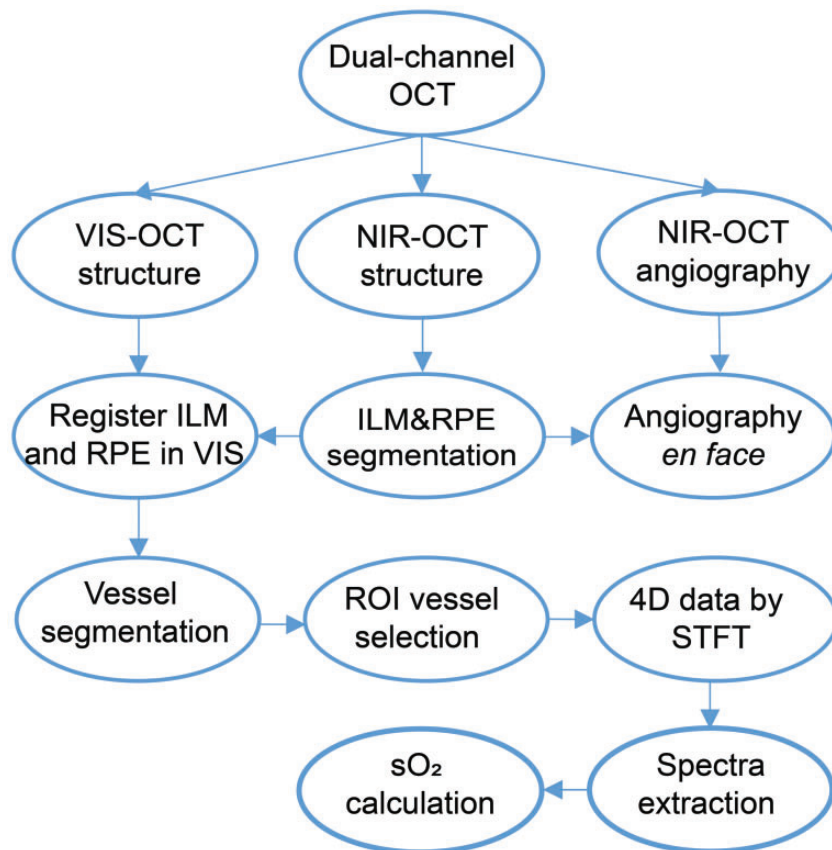 Dual-channel
OCT
VIS-OCT
structure
NIR-OCT
structure
NIR-OCT
angiography
Register ILM
and RPE in VIS
ILM&RPE
segmentation
Angiography
en face
Vessel
segmentation
ROI vessel
selection
4D data by
STFT
sO₂
calculation
Spectra
extraction